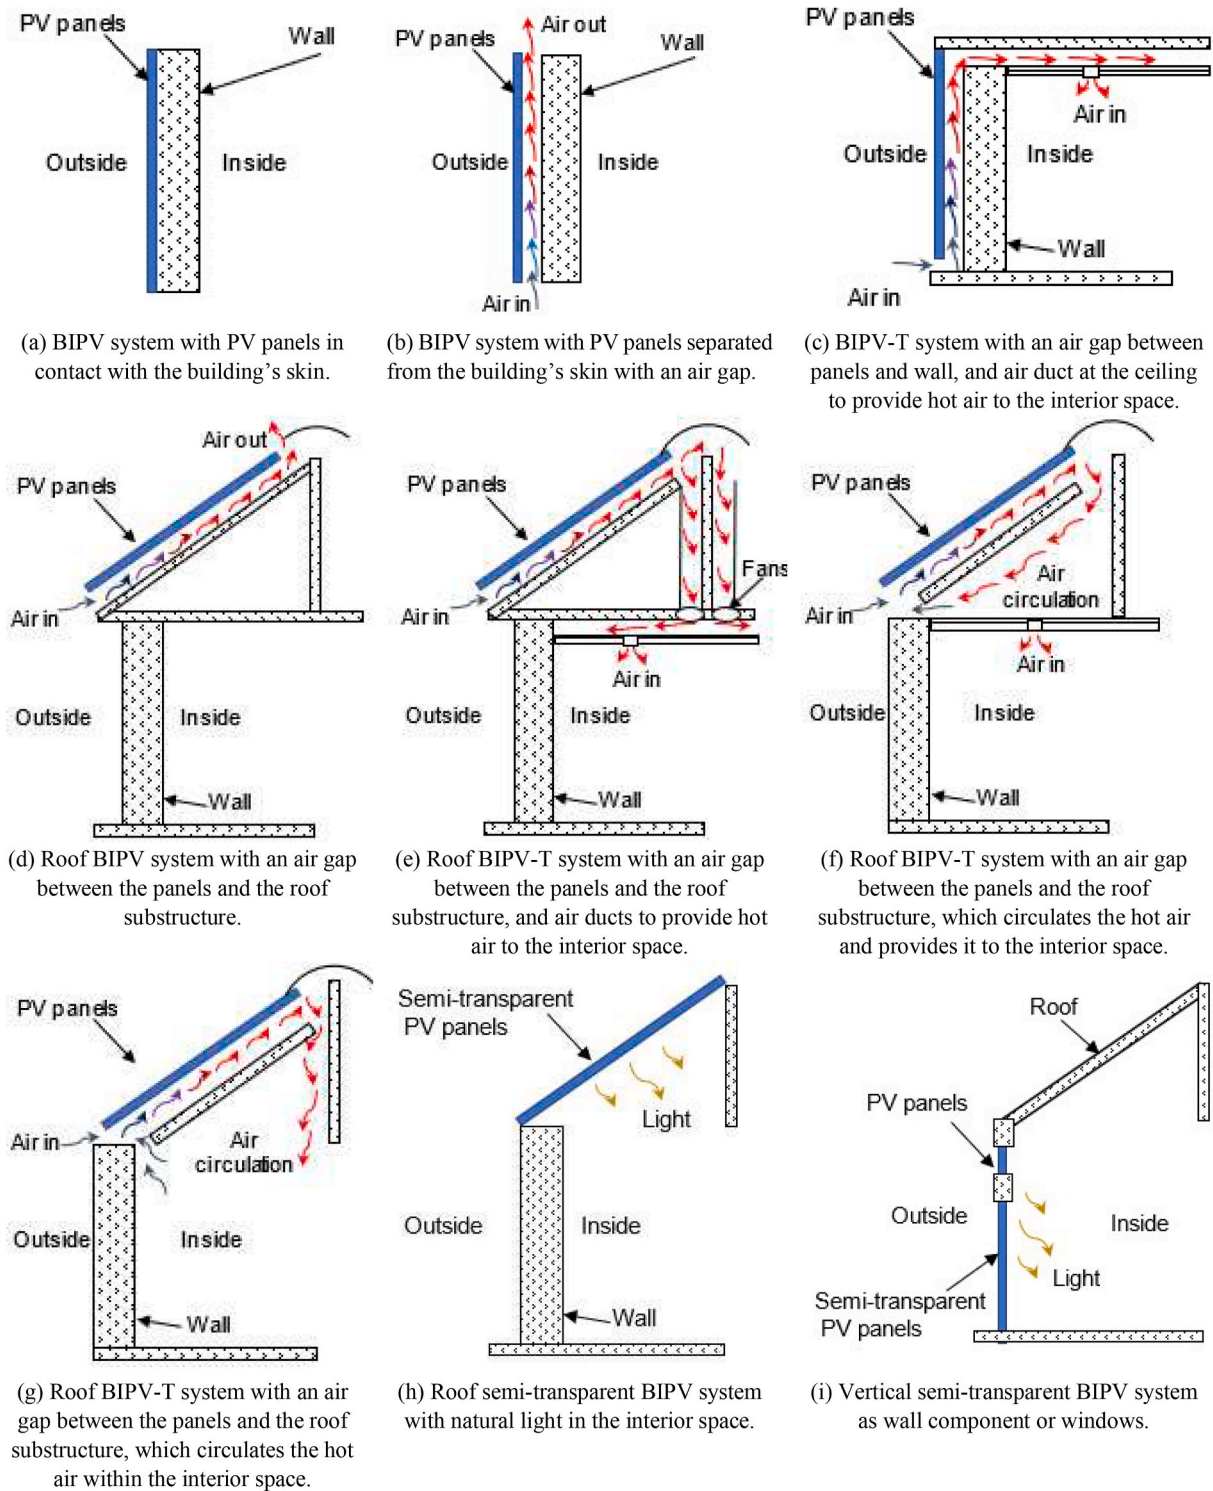 PV panels
Wall
Outside
Inside
(a) BIPV system with PV panels in
contact with the building's skin.
Air out
PV panels
Wall
Outside
Inside
Air in
(b) BIPV system with PV panels separated
from the building's skin with an air gap.
PV panels
Air in
Outside
Inside
Wall
Air in
(c) BIPV-T system with an air gap between
panels and wall, and air duct at the ceiling
to provide hot air to the interior space.
Air out
PV panels
Air in
Outside
Inside
Wall
(d) Roof BIPV system with an air gap
between the panels and the roof
substructure.
PV panels
Fans
Air in
Air in
Outside
Inside
Wall
(e) Roof BIPV-T system with an air gap
between the panels and the roof
substructure, and air ducts to provide hot
air to the interior space.
PV panels
Air
circulation
Air in
Air in
Outside
Inside
Wall
(f) Roof BIPV-T system with an air gap
between the panels and the roof
substructure, which circulates the hot air
and provides it to the interior space.
PV panels
Air in
Air
circulation
Outside
Inside
Wall
(g) Roof BIPV-T system with an air
gap between the panels and the roof
substructure, which circulates the hot
air within the interior space.
Semi-transparent
PV panels
Light
Outside
Inside
Wall
(h) Roof semi-transparent BIPV system
with natural light in the interior space.
Roof
PV panels
Outside
Inside
Light
Semi-transparent
PV panels
(i) Vertical semi-transparent BIPV system
as wall component or windows.